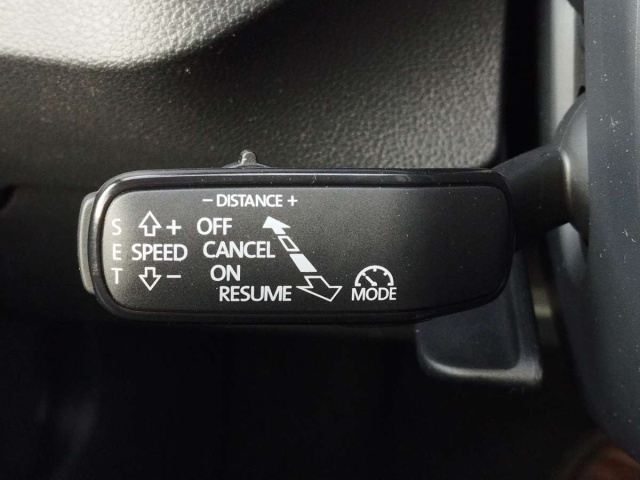 - DISTANCE +
S + OFF
E SPEED CANCEL
T - ON
RESUME MODE